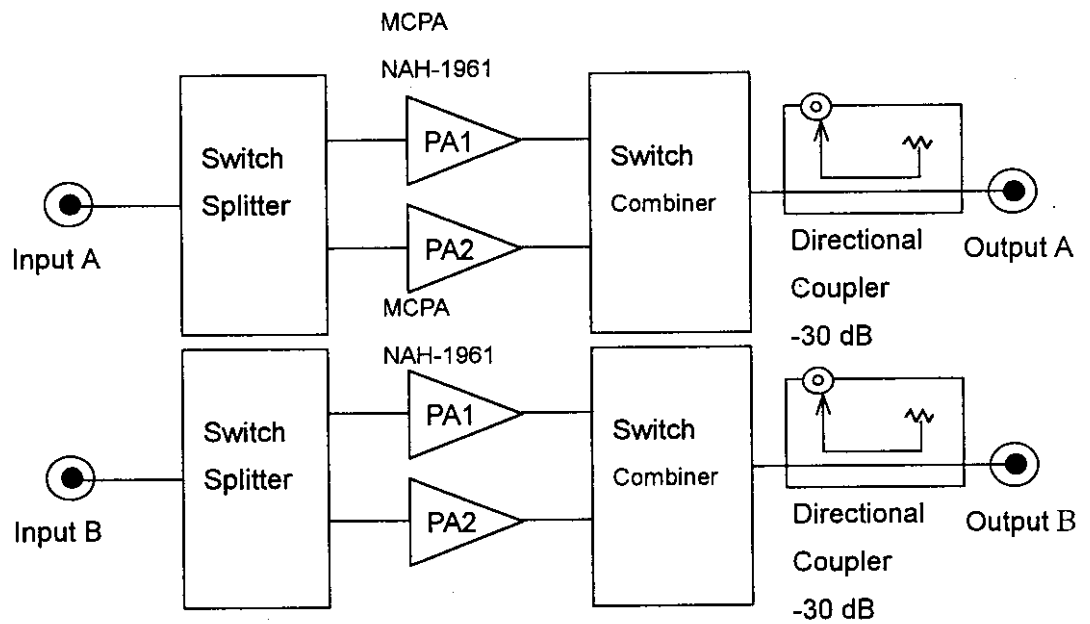 MCPA
NAH-1961
Switch
Splitter
PA1
PA2
Switch
Combiner
Input A
Directional
Coupler
-30 dB
Output A
MCPA
NAH-1961
Switch
Splitter
PA1
PA2
Switch
Combiner
Input B
Directional
Coupler
-30 dB
Output B